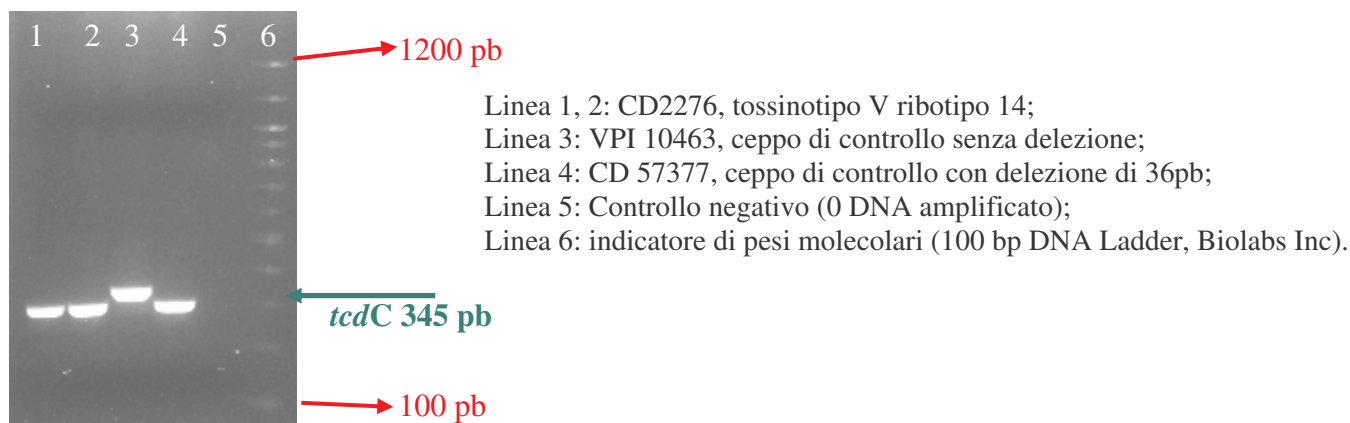 1 2 3 4 5 6
1200 pb
Linea 1, 2: CD2276, tossinotipo V ribotipo 14;
Linea 3: VPI 10463, ceppo di controllo senza delezione;
Linea 4: CD 57377, ceppo di controllo con delezione di 36pb;
Linea 5: Controllo negativo (0 DNA amplificato);
Linea 6: indicatore di pesi molecolari (100 bp DNA Ladder, Biolabs Inc).
tcdC 345 pb
100 pb